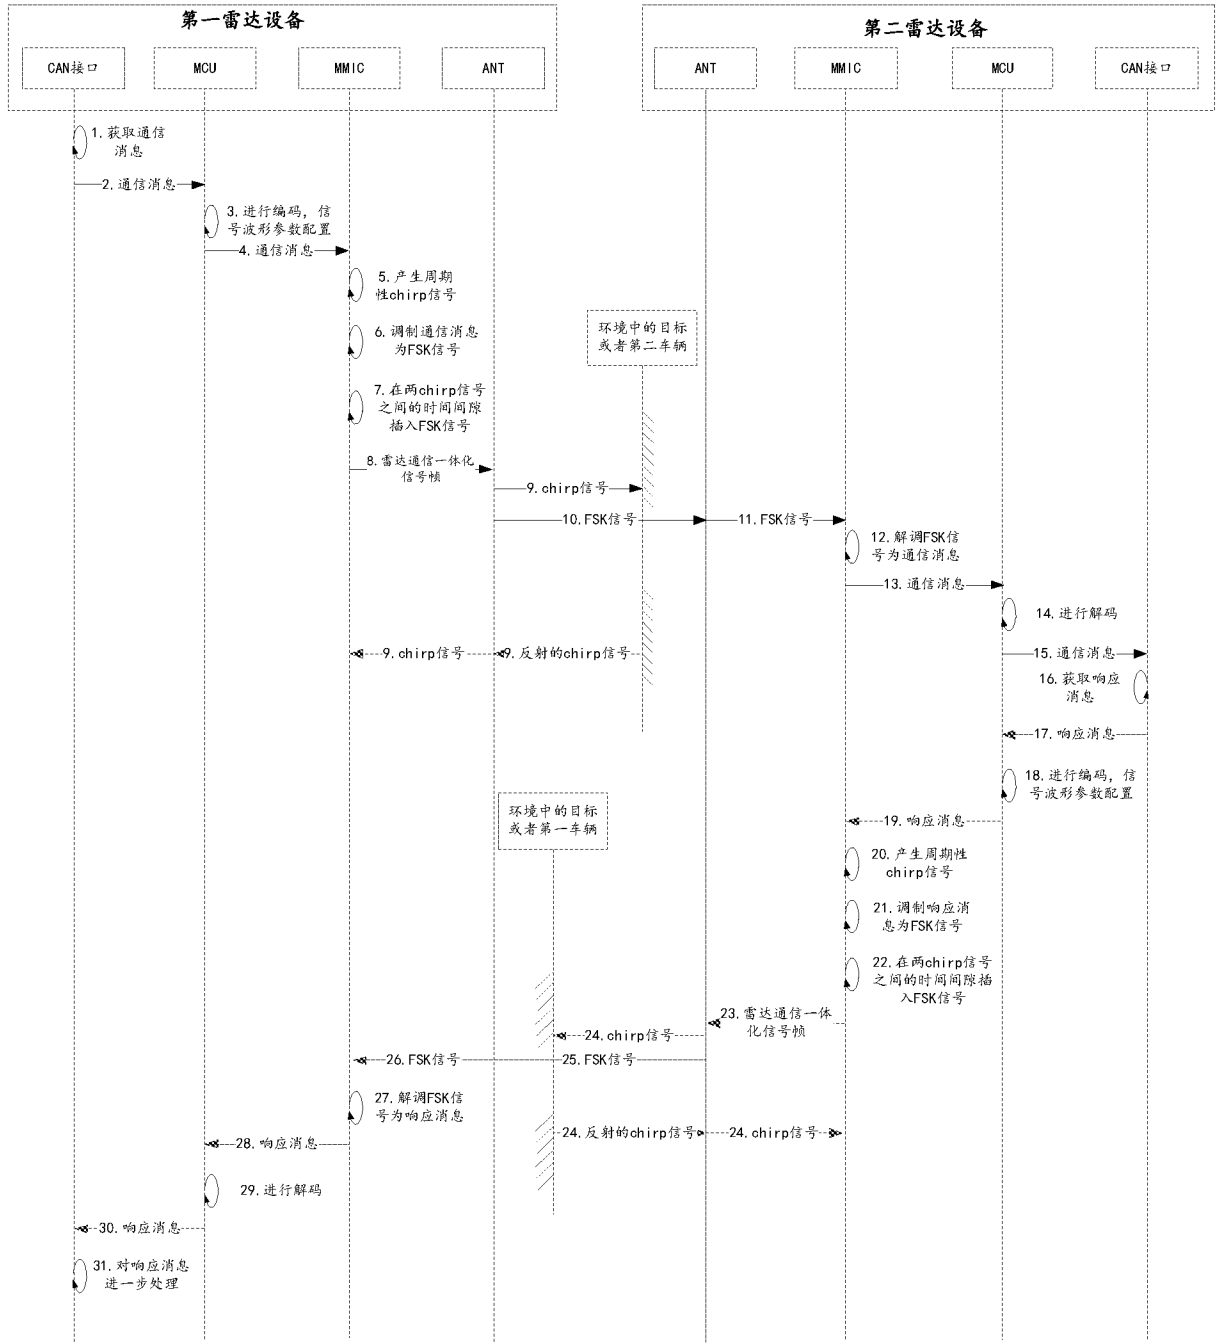 第一雷达设备
第二雷达设备
CAN接口
MCU
MMIC
ANT
ANT
MMIC
MCU
CAN接口
1.获取通信
消息
2.通信消息
3.进行编码，信
号波形参数配置
4.通信消息
5.产生周期
性chirp信号
6.调制通信消息
为FSK信号
环境中的目标
或者第二车辆
7.在两chirp信号
之间的时间间隙
插入FSK信号
8.雷达通信一体化
信号帧
9.chirp信号
10.FSK信号
11.FSK信号
12.解调FSK信
号为通信消息
13.通信消息
14.进行解码
9.chirp信号
9.反射的chirp信号
15.通信消息
16.获取响应
消息
17.响应消息
18.进行编码，信
号波形参数配置
环境中的目标
或者第一车辆
19.响应消息
20.产生周期性
chirp信号
21.调制响应消
息为FSK信号
22.在两chirp信号
之间的时间间隙插
入FSK信号
23.雷达通信一体
化信号帧
24.chirp信号
26.FSK信号
25.FSK信号
27.解调FSK信
号为响应消息
24.反射的chirp信号
24.chirp信号
28.响应消息
29.进行解码
30.响应消息
31.对响应消息
进一步处理